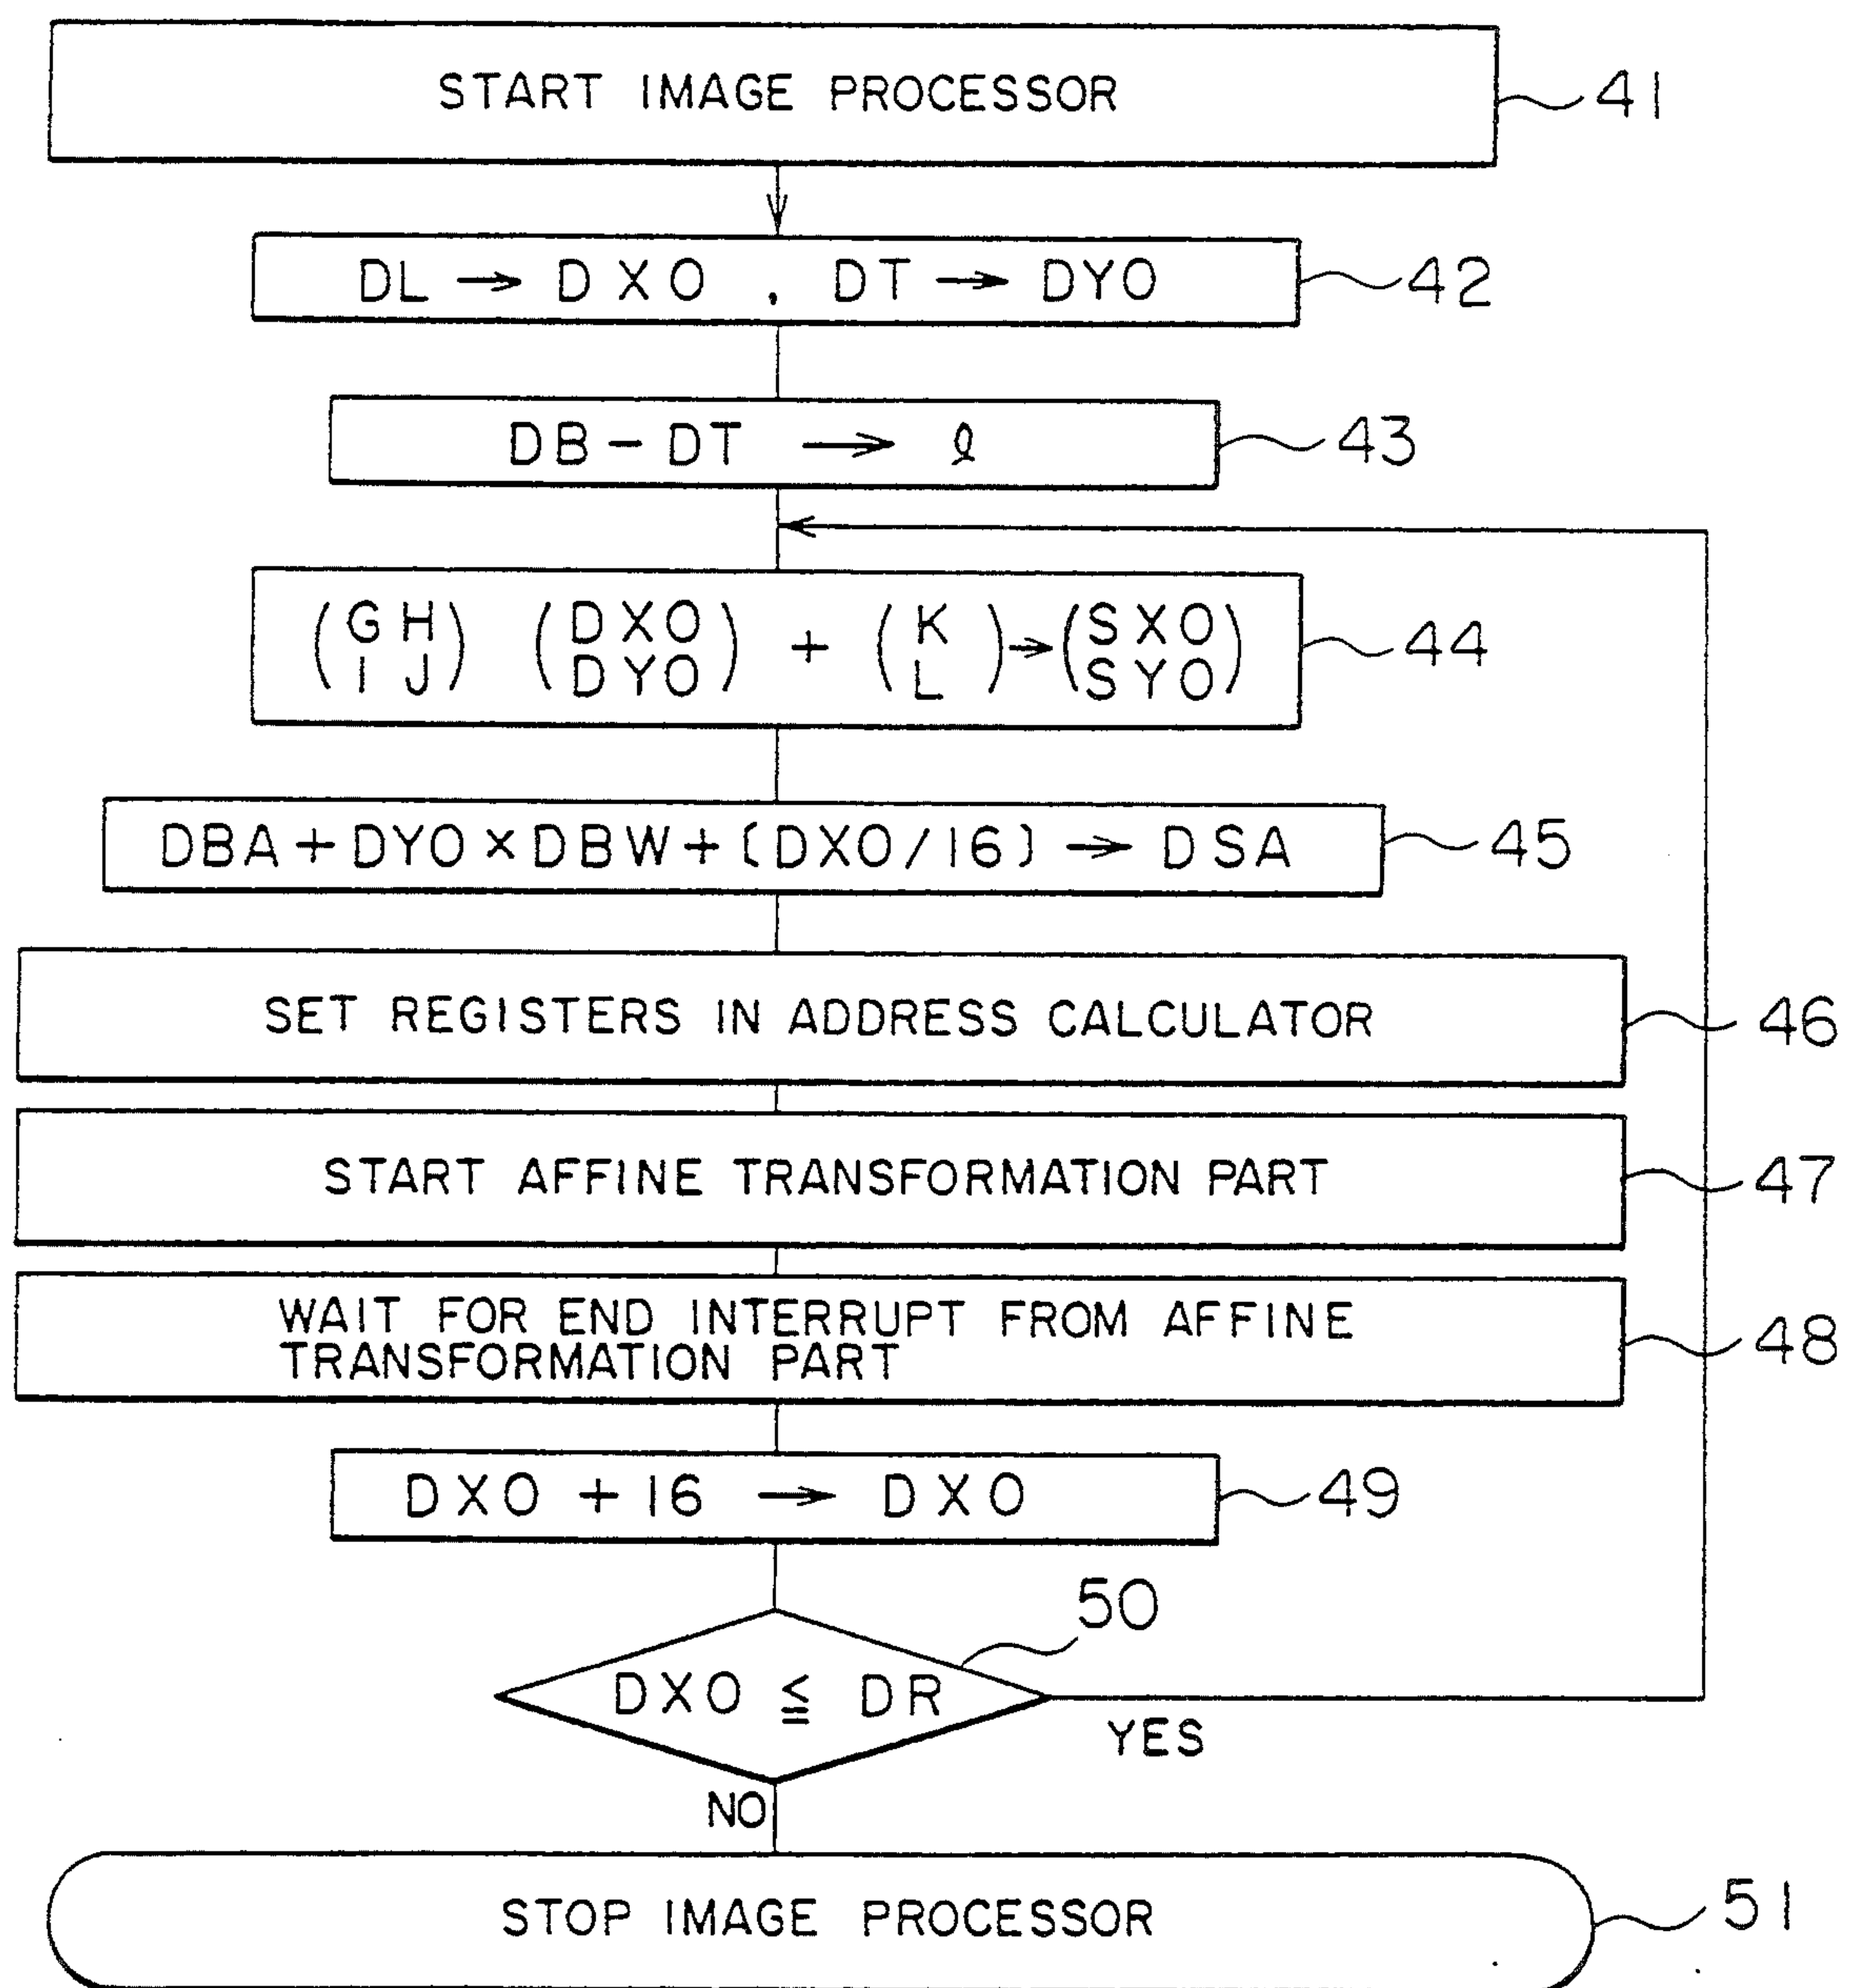 START IMAGE PROCESSOR
41
DL → DXO , DT → DYO
42
DB - DT → ℓ
43
(G H) (DXO) + (K) → (SXO)
(I J) (DYO) (L) (SYO)
44
DBA + DYO × DBW + [DXO/16] → DSA
45
SET REGISTERS IN ADDRESS CALCULATOR
46
START AFFINE TRANSFORMATION PART
47
WAIT FOR END INTERRUPT FROM AFFINE
TRANSFORMATION PART
48
DXO + 16 → DXO
49
50
DXO ≦ DR
YES
NO
STOP IMAGE PROCESSOR
51